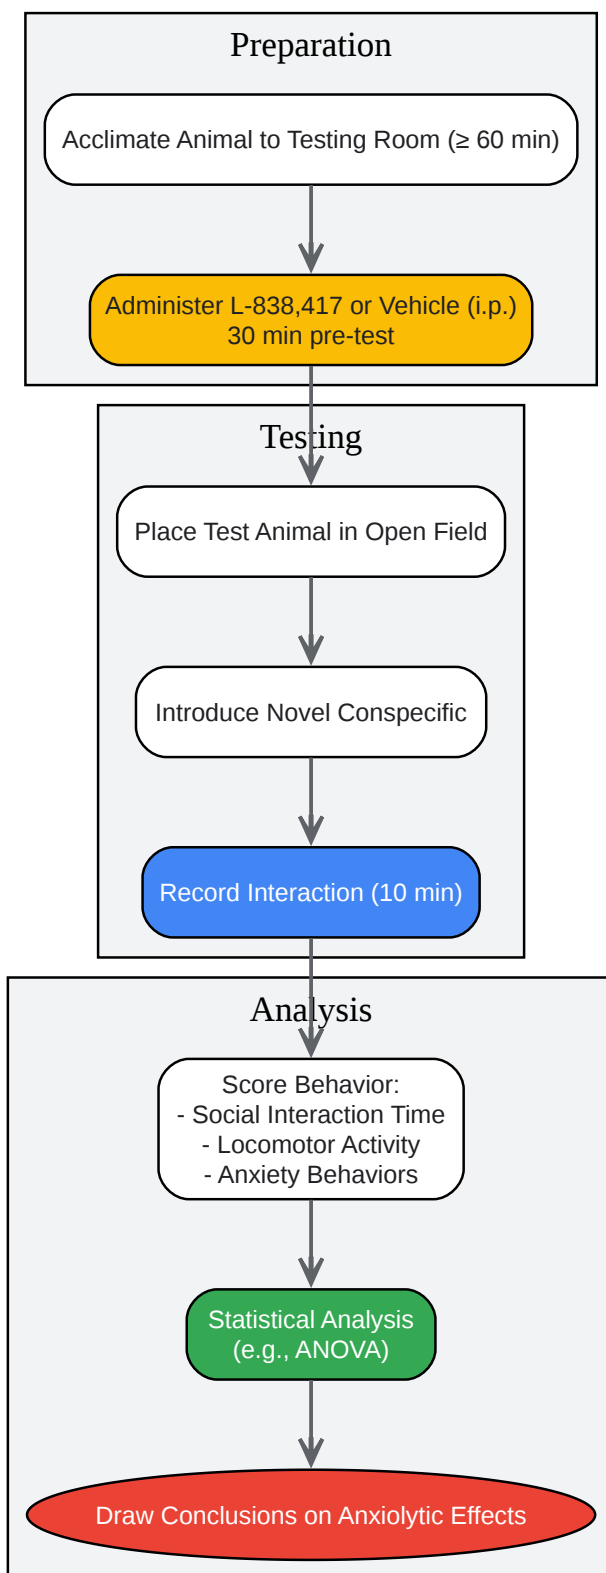 Preparation
Acclimate Animal to Testing Room (≥ 60 min)
Administer L-838,417 or Vehicle (i.p.)
30 min pre-test
Testing
Place Test Animal in Open Field
Introduce Novel Conspecific
Record Interaction (10 min)
Analysis
Score Behavior:
- Social Interaction Time
- Locomotor Activity
- Anxiety Behaviors
Statistical Analysis
(e.g., ANOVA)
Draw Conclusions on Anxiolytic Effects